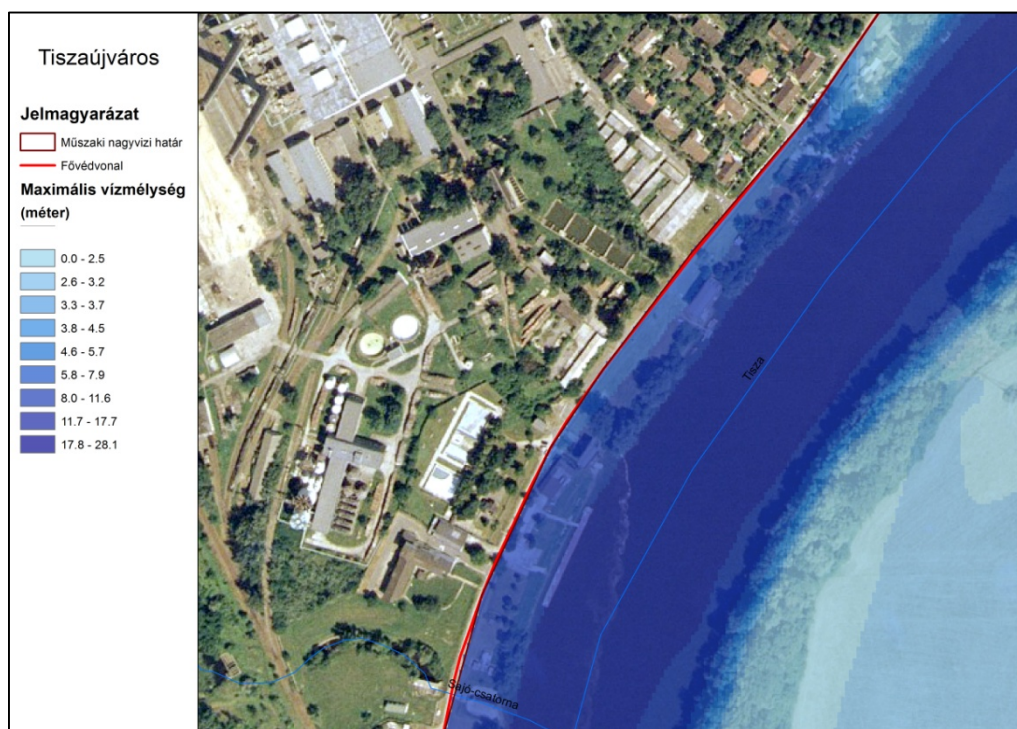 Tiszaújváros
Jelmagyarázat
Műszaki nagyvizi határ
Fővédvonal
Maximális vízmélység
(méter)
0.0 - 2.5
2.6 - 3.2
3.3 - 3.7
3.8 - 4.5
4.6 - 5.7
5.8 - 7.9
8.0 - 11.6
11.7 - 17.7
17.8 - 28.1
Tisza
Sajó-csatorna